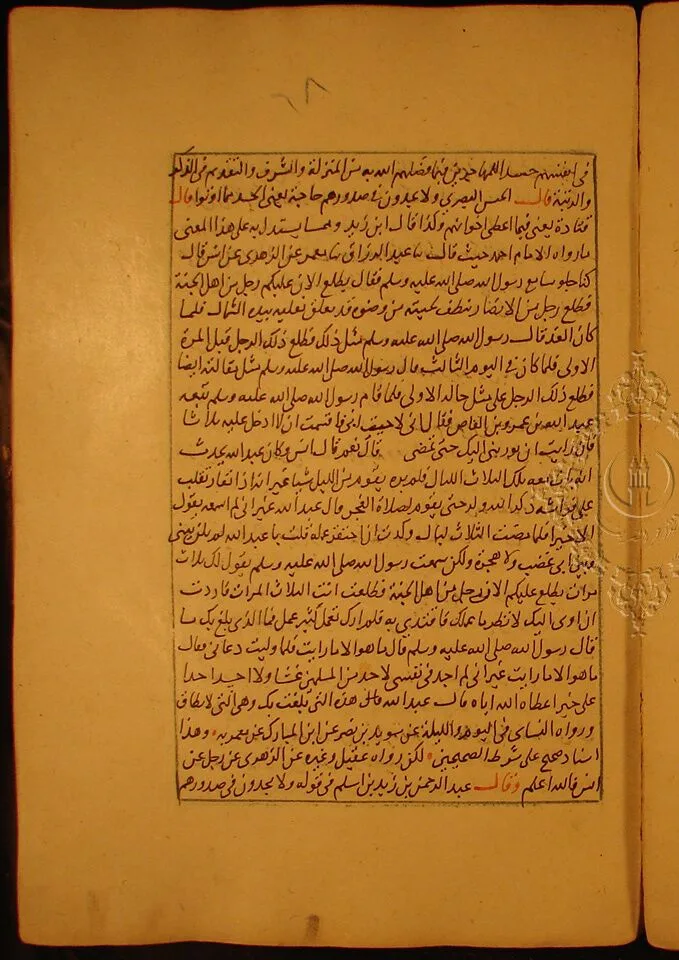 ٦٨
في انفسهم حسدا للمهاجرين فيما فضلهم الله به من المنزلة والشرف والتقديم في الذكر
والرتبة قال الحسن البصري ولا يجدون في صدورهم حاجة يعني الحسد مما اوتوا قال
قتادة يعني فيما اعطى اخوانهم وكذا قال ابن زيد ومما يستدل به على هذا المعنى
ما رواه الامام احمد حيث قال ثنا عبد الرزاق ثنا معمر عن الزهري عن انس قال
كنا جلوسا مع رسول الله صلى الله عليه وسلم فقال يطلع الان عليكم رجل من اهل الجنة
فطلع رجل من الانصار تنطف لحيته من وضوه قد تعلق نعليه بيده الشمال فلما
كان الغد قال رسول الله صلى الله عليه وسلم مثل ذلك فطلع ذلك الرجل قبل المرة
الاولى فلما كان في اليوم الثالث قال رسول الله صلى الله عليه وسلم مثل مقالته ايضا
فطلع ذلك الرجل على مثل حاله الاولى فلما قام رسول الله صلى الله عليه وسلم تبعه
عبد الله بن عمرو بن العاص فقال اني لاحيت ابي فاقسمت ان لا ادخل عليه ثلاثا
فان رايت ان توويني اليك حتى تمضي قال نعم قال انس وكان عبد الله يحدث
انه بات معه تلك الثلاث الليال فلم يره يقوم من الليل شيا غير انه اذا تعار تقلب
على فراشه ذكر الله وكبر حتى يقوم لصلاة الفجر قال عبد الله غير اني لم اسمعه يقول
الا خيرا فلما مضت الثلاث ليال وكدت ان احتقر عمله قلت يا عبد الله لم يكن بيني
وبين ابي غضب ولا هجرة ولكن سمعت رسول الله صلى الله عليه وسلم يقول لك ثلاث
مرات يطلع عليكم الان رجل من اهل الجنة فطلعت انت الثلاث المرات فاردت
ان اوي اليك لانظر ما عملك فاقتدي به فلم ارك تعمل كثير عمل فما الذي بلغ بك ما
قال رسول الله صلى الله عليه وسلم قال ما هو الا ما رايت فلما وليت دعاني فقال
ما هو الا ما رايت غير اني لم اجد في نفسي لاحد من المسلمين غشا ولا احسد احدا
على خير اعطاه الله اياه قال عبد الله هذه التي بلغت بك وهي التي لا نطاق
ورواه النساي في اليوم والليلة عن سويد بن نصر عن ابن المبارك عن معمر به وهذا
اسناد صحيح على شرط الصحيحين لكن رواه عقيل وغيره عن الزهري عن رجل عن
انس فالله اعلم وقال عبد الرحمن بن زيد بن اسلم في قوله ولا يجدون في صدورهم